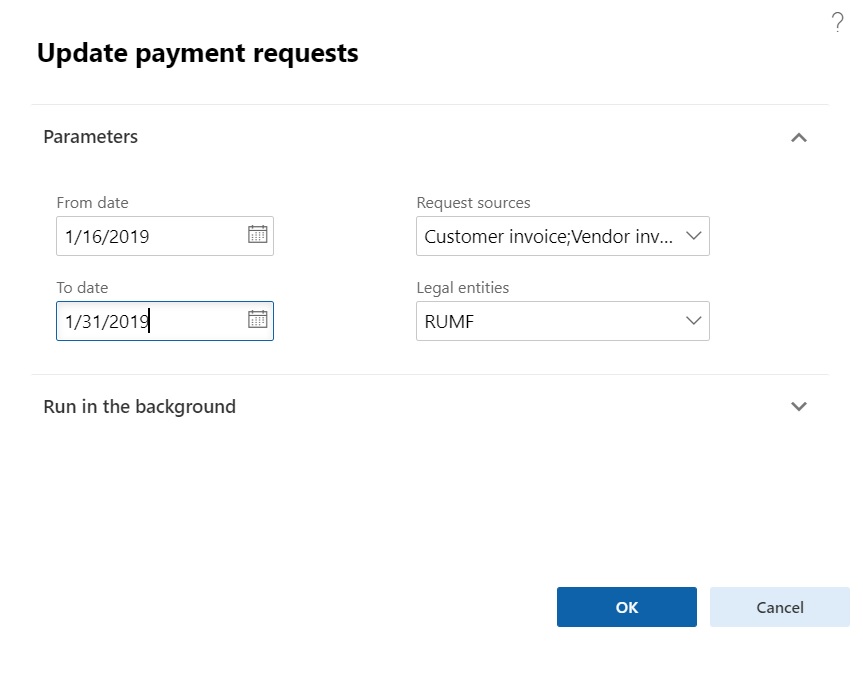 ?
Update payment requests
Parameters
From date
1/16/2019
Request sources
Customer invoice;Vendor inv...
To date
1/31/2019
Legal entities
RUMF
Run in the background
OK
Cancel